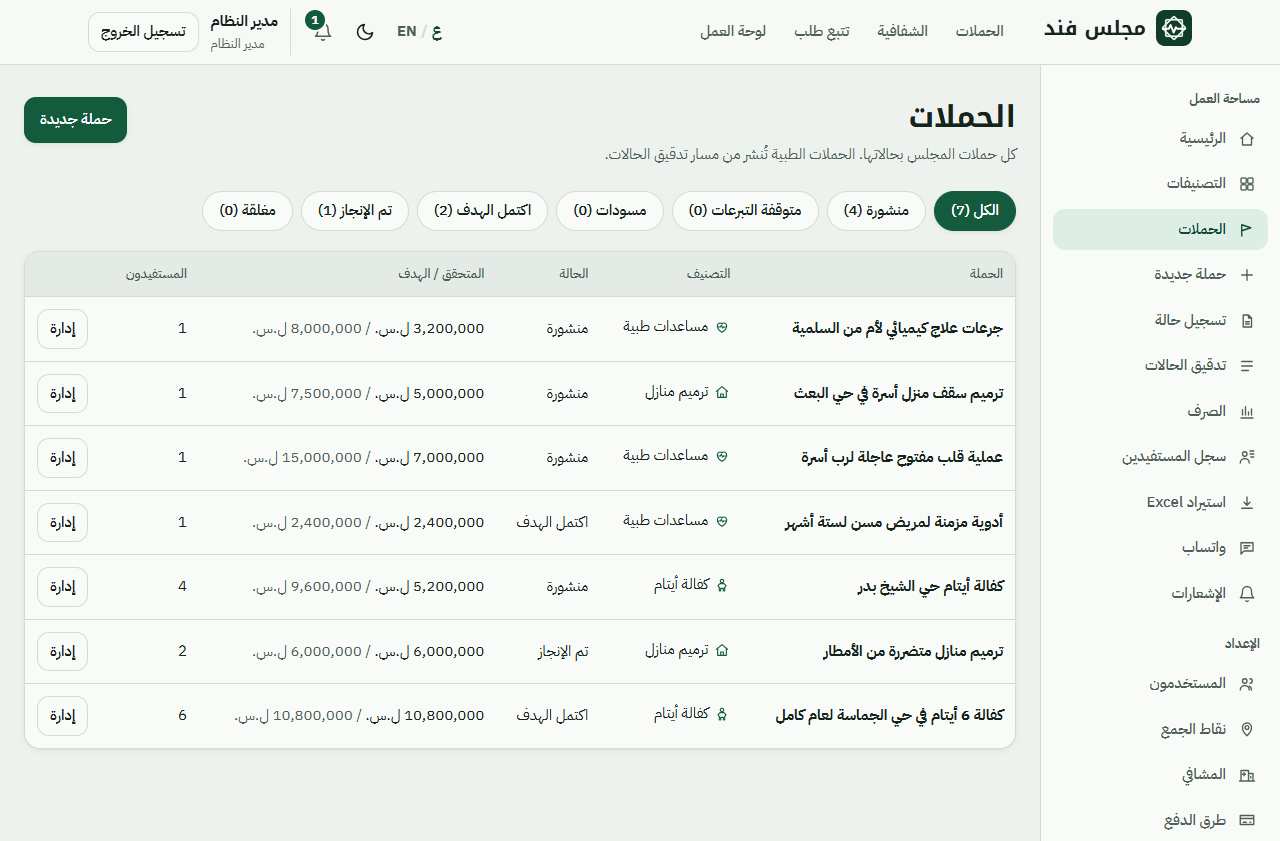 مجلس فند
الحملات
الشفافية
تتبع طلب
لوحة العمل
ع / EN
1
مدير النظام
مدير النظام
تسجيل الخروج
مساحة العمل
الرئيسية
التصنيفات
الحملات
حملة جديدة
تسجيل حالة
تدقيق الحالات
الصرف
سجل المستفيدين
استيراد Excel
واتساب
الإشعارات
الإعداد
المستخدمون
نقاط الجمع
المشافي
طرق الدفع
الحملات
حملة جديدة
كل حملات المجلس بحالاتها. الحملات الطبية تُنشر من مسار تدقيق الحالات.
الكل (7)
منشورة (4)
متوقفة التبرعات (0)
مسودات (0)
اكتمل الهدف (2)
تم الإنجاز (1)
مغلقة (0)
الحملة التصنيف الحالة المتحقق / الهدف المستفيدون
جرعات علاج كيميائي لأم من السلمية مساعدات طبية منشورة 3,200,000 ل.س. / 8,000,000 ل.س. 1 إدارة
ترميم سقف منزل أسرة في حي البعث ترميم منازل منشورة 5,000,000 ل.س. / 7,500,000 ل.س. 1 إدارة
عملية قلب مفتوح عاجلة لرب أسرة مساعدات طبية منشورة 7,000,000 ل.س. / 15,000,000 ل.س. 1 إدارة
أدوية مزمنة لمريض مسن لستة أشهر مساعدات طبية اكتمل الهدف 2,400,000 ل.س. / 2,400,000 ل.س. 1 إدارة
كفالة أيتام حي الشيخ بدر كفالة أيتام منشورة 5,200,000 ل.س. / 9,600,000 ل.س. 4 إدارة
ترميم منازل متضررة من الأمطار ترميم منازل تم الإنجاز 6,000,000 ل.س. / 6,000,000 ل.س. 2 إدارة
كفالة 6 أيتام في حي الجماسة لعام كامل كفالة أيتام اكتمل الهدف 10,800,000 ل.س. / 10,800,000 ل.س. 6 إدارة